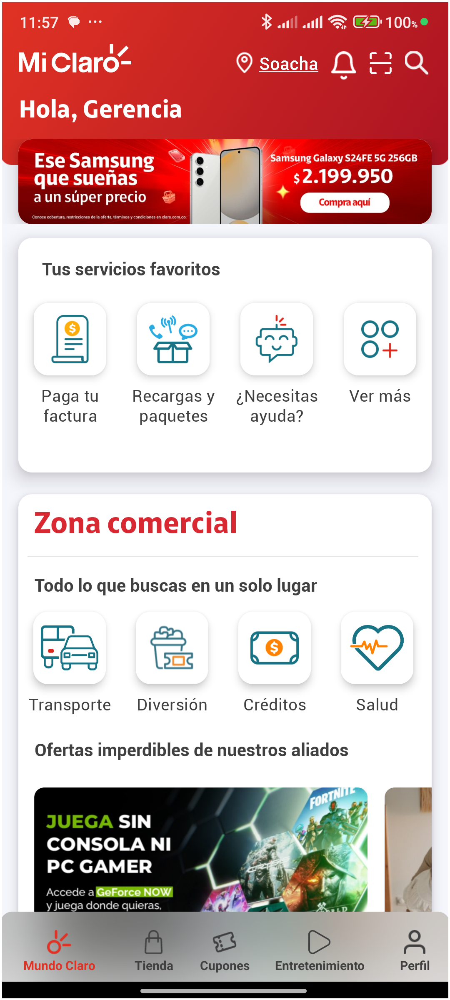 11:57
100%
Mi Claro
Soacha
Hola, Gerencia
Ese Samsung
que sueñas
a un súper precio
Conoce cobertura, restricciones de la oferta, términos y condiciones en claro.com.co.
Samsung Galaxy S24FE 5G 256GB
$2.199.950
Compra aquí
Tus servicios favoritos
Paga tu
factura
Recargas y
paquetes
¿Necesitas
ayuda?
Ver más
Zona comercial
Todo lo que buscas en un solo lugar
Transporte
Diversión
Créditos
Salud
Ofertas imperdibles de nuestros aliados
JUEGA SIN
CONSOLA NI
PC GAMER
Accede a GeForce NOW
y juega donde quieras,
FORTNITE
CRYSIS
Mundo Claro
Tienda
Cupones
Entretenimiento
Perfil